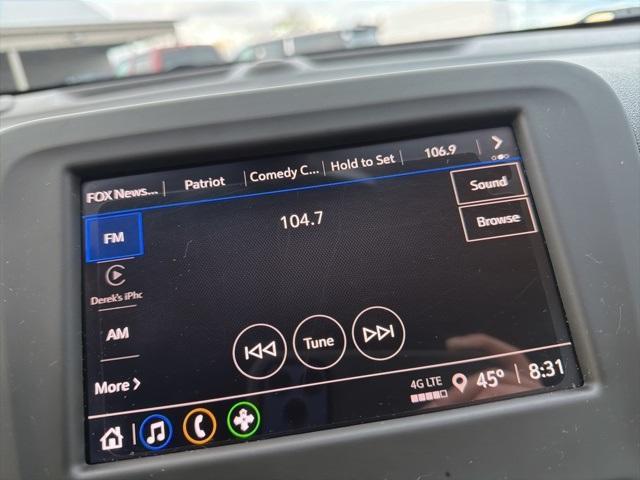 FOX News... Patriot Comedy C... Hold to Set 106.9
Sound
FM 104.7 Browse
Derek's iPhc
AM
Tune
More
4G LTE 45° 8:31